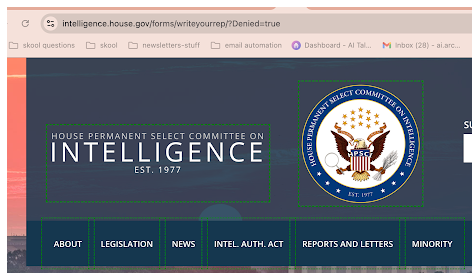 intelligence.house.gov/forms/writeyourrep/?Denied=true
skool questions
skool
newsletters-stuff
email automation
Dashboard - AI Tal...
Inbox (28) - ai.arc...
HOUSE PERMANENT SELECT COMMITTEE ON
INTELLIGENCE
EST. 1977
HOUSE PERMANENT SELECT COMMITTEE ON INTELLIGENCE
EST. 1977
SU
ABOUT
LEGISLATION
NEWS
INTEL. AUTH. ACT
REPORTS AND LETTERS
MINORITY